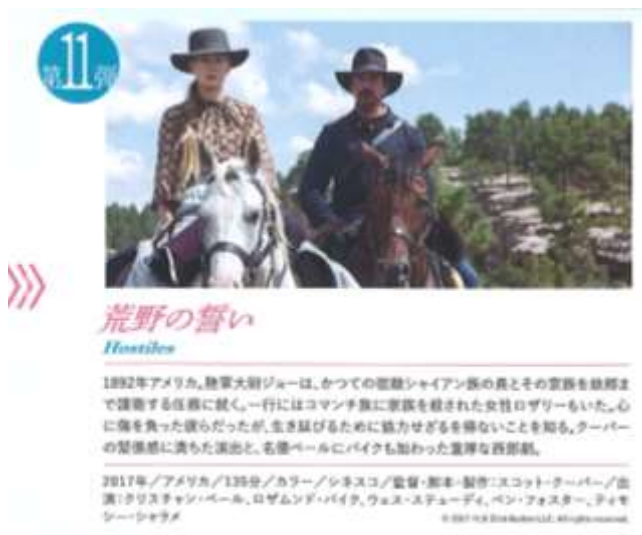 第11弾
荒野の誓い
Hostiles
1892年アメリカ。陸軍大尉ジョーは、かつての宿敵シャイアン族の長とその家族を故郷ま
で護衛する任務に就く。一行にはコマンチ族に家族を殺された女性ロザリーもいた。心
に傷を負った彼らだったが、生き延びるために協力せざるを得ないことを知る。クーパー
の緊張感に満ちた演出と、名優ベールにパイクも加わった重厚な西部劇。
2017年／アメリカ／135分／カラー／シネスコ／監督・脚本・製作：スコット・クーパー／出
演：クリスチャン・ベール、ロザムンド・パイク、ウェス・ステューディ、ベン・フォスター、ティモ
シー・シャラメ